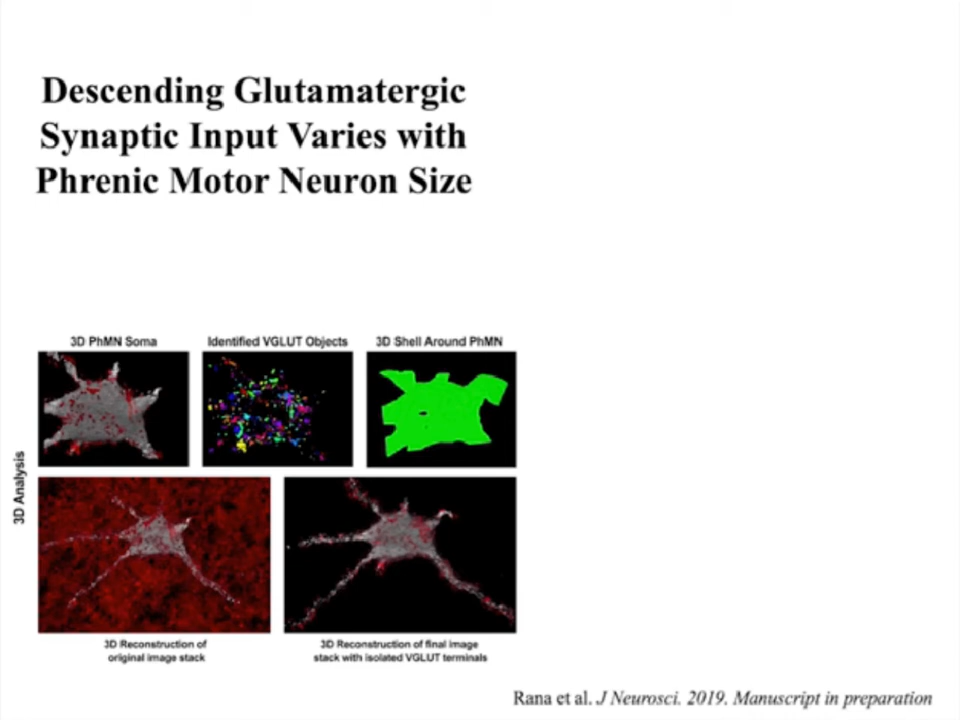 Descending Glutamatergic
Synaptic Input Varies with
Phrenic Motor Neuron Size
3D PhMN Soma
Identified VGLUT Objects
3D Shell Around PhMN
3D Analysis
3D Reconstruction of
original image stack
3D Reconstruction of final image
stack with isolated VGLUT terminals
Rana et al. J Neurosci. 2019. Manuscript in preparation